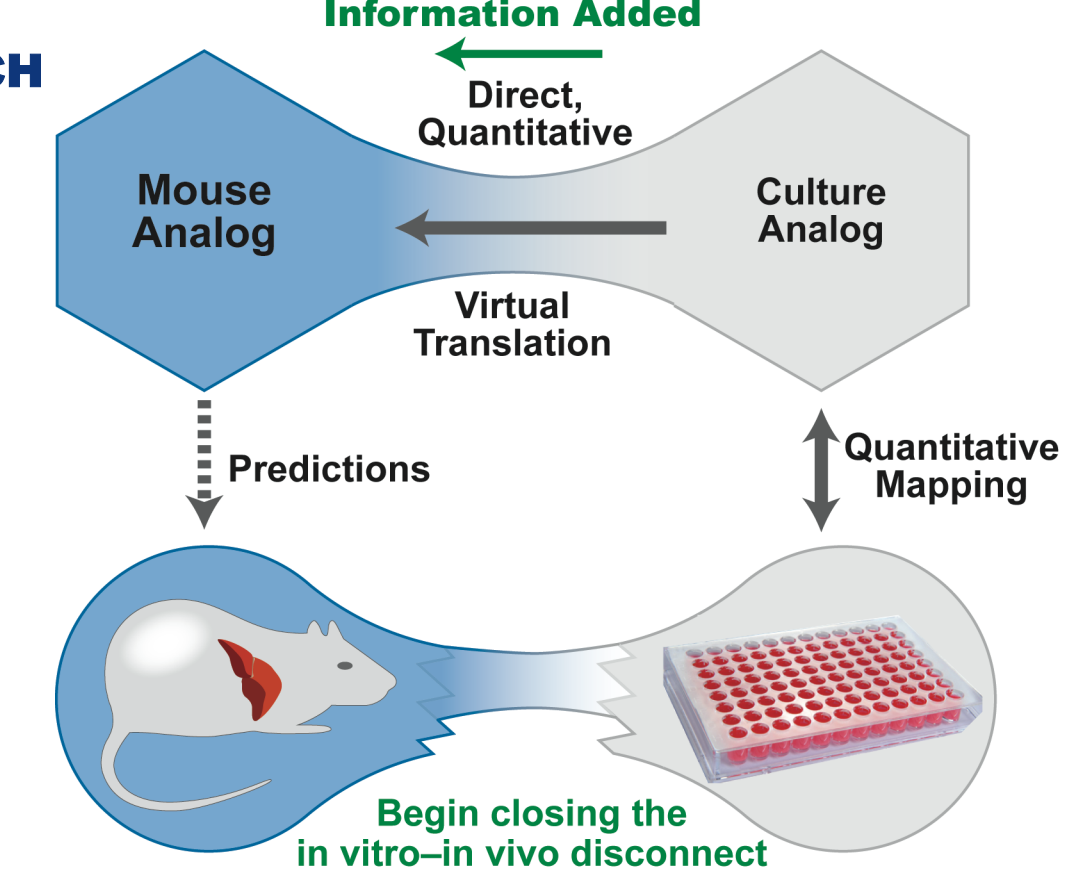 Information Added
CH
Direct,
Quantitative
Mouse
Analog
Culture
Analog
Virtual
Translation
Predictions
Quantitative
Mapping
Begin closing the
in vitro–in vivo disconnect